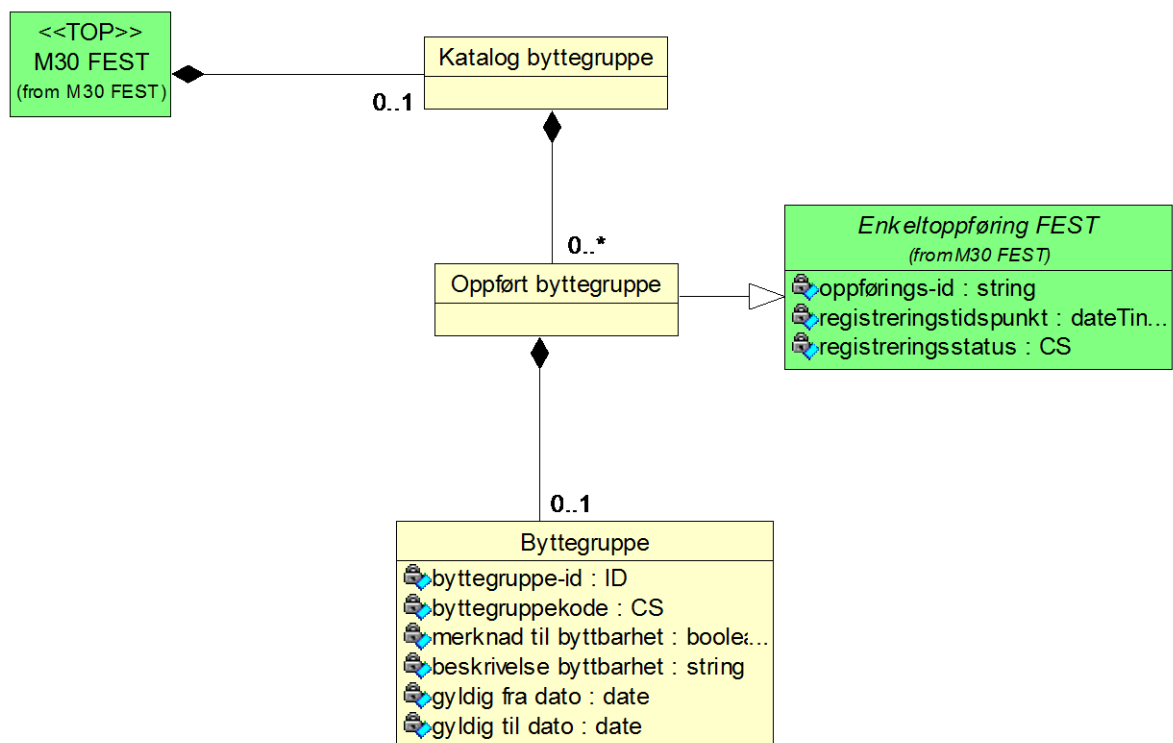 <<TOP>>
M30 FEST
(from M30 FEST)
Katalog byttegruppe
0..1
0..*
Oppført byttegruppe
Enkeltoppføring FEST
(from M30 FEST)
oppførings-id : string
registreringstidspunkt : dateTin...
registreringsstatus : CS
0..1
Byttegruppe
byttegruppe-id : ID
byttegruppekode : CS
merknad til byttbarhet : boolea...
beskrivelse byttbarhet : string
gyldig fra dato : date
gyldig til dato : date